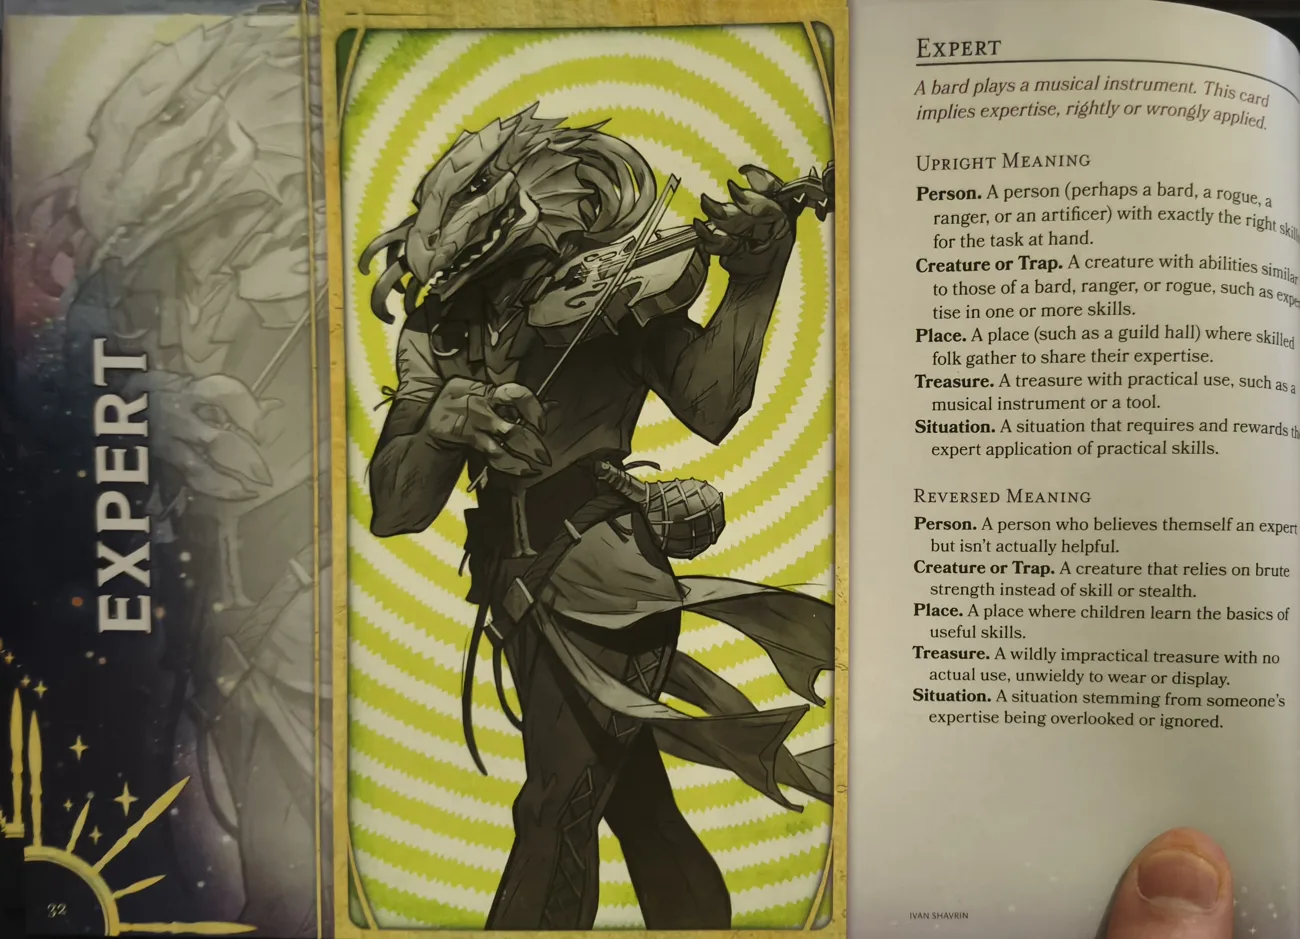 EXPERT
32
EXPERT
A bard plays a musical instrument. This card
implies expertise, rightly or wrongly applied.
UPRIGHT MEANING
Person. A person (perhaps a bard, a rogue, a
ranger, or an artificer) with exactly the right skills
for the task at hand.
Creature or Trap. A creature with abilities similar
to those of a bard, ranger, or rogue, such as exper
tise in one or more skills.
Place. A place (such as a guild hall) where skilled
folk gather to share their expertise.
Treasure. A treasure with practical use, such as a
musical instrument or a tool.
Situation. A situation that requires and rewards th
expert application of practical skills.
REVERSED MEANING
Person. A person who believes themself an expert
but isn't actually helpful.
Creature or Trap. A creature that relies on brute
strength instead of skill or stealth.
Place. A place where children learn the basics of
useful skills.
Treasure. A wildly impractical treasure with no
actual use, unwieldy to wear or display.
Situation. A situation stemming from someone's
expertise being overlooked or ignored.
IVAN SHAVRIN